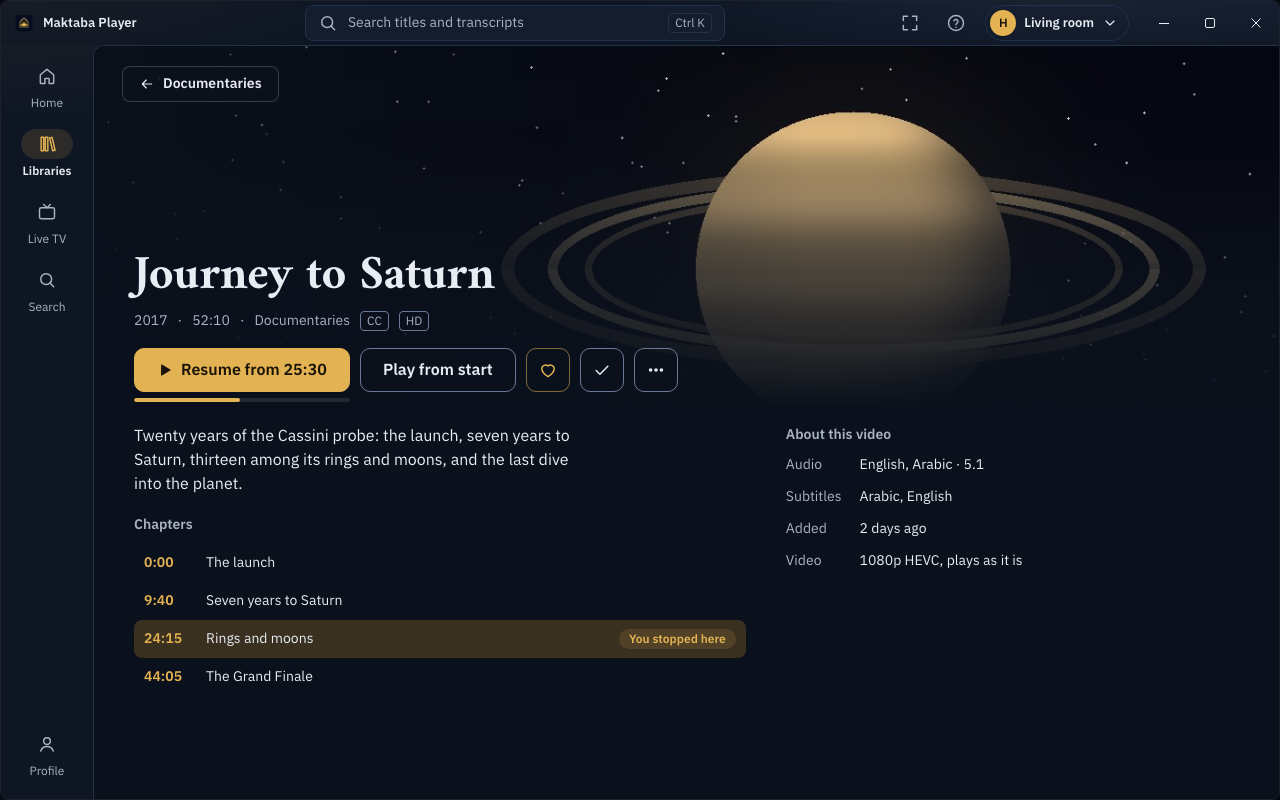 Maktaba Player
Search titles and transcripts
Ctrl K
H
Living room
Home
Libraries
Live TV
Search
Profile
Documentaries
Journey to Saturn
2017 · 52:10 · Documentaries CC HD
Resume from 25:30
Play from start
Twenty years of the Cassini probe: the launch, seven years to
Saturn, thirteen among its rings and moons, and the last dive
into the planet.
Chapters
0:00 The launch
9:40 Seven years to Saturn
24:15 Rings and moons You stopped here
44:05 The Grand Finale
About this video
Audio English, Arabic · 5.1
Subtitles Arabic, English
Added 2 days ago
Video 1080p HEVC, plays as it is